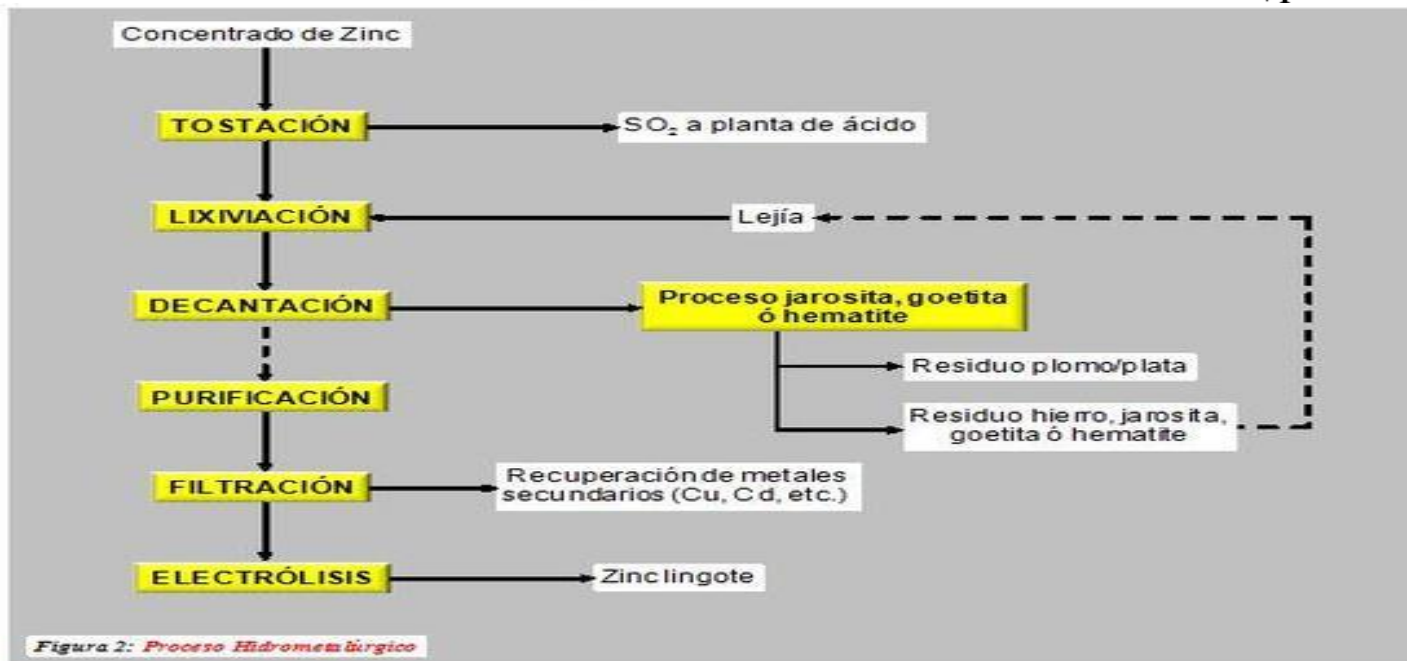 Concentrado de Zinc
TOSTACIÓN
SO₂ a planta de ácido
LIXIVIACIÓN
Lejía
DECANTACIÓN
Proceso jarosita, goetita
ó hematite
Residuo plomo/plata
PURIFICACIÓN
Residuo hierro, jarosita,
goetita ó hematite
FILTRACIÓN
Recuperación de metales
secundarios (Cu, Cd, etc.)
ELECTRÓLISIS
Zinc lingote
Figura 2: Proceso Hidrometalúrgico